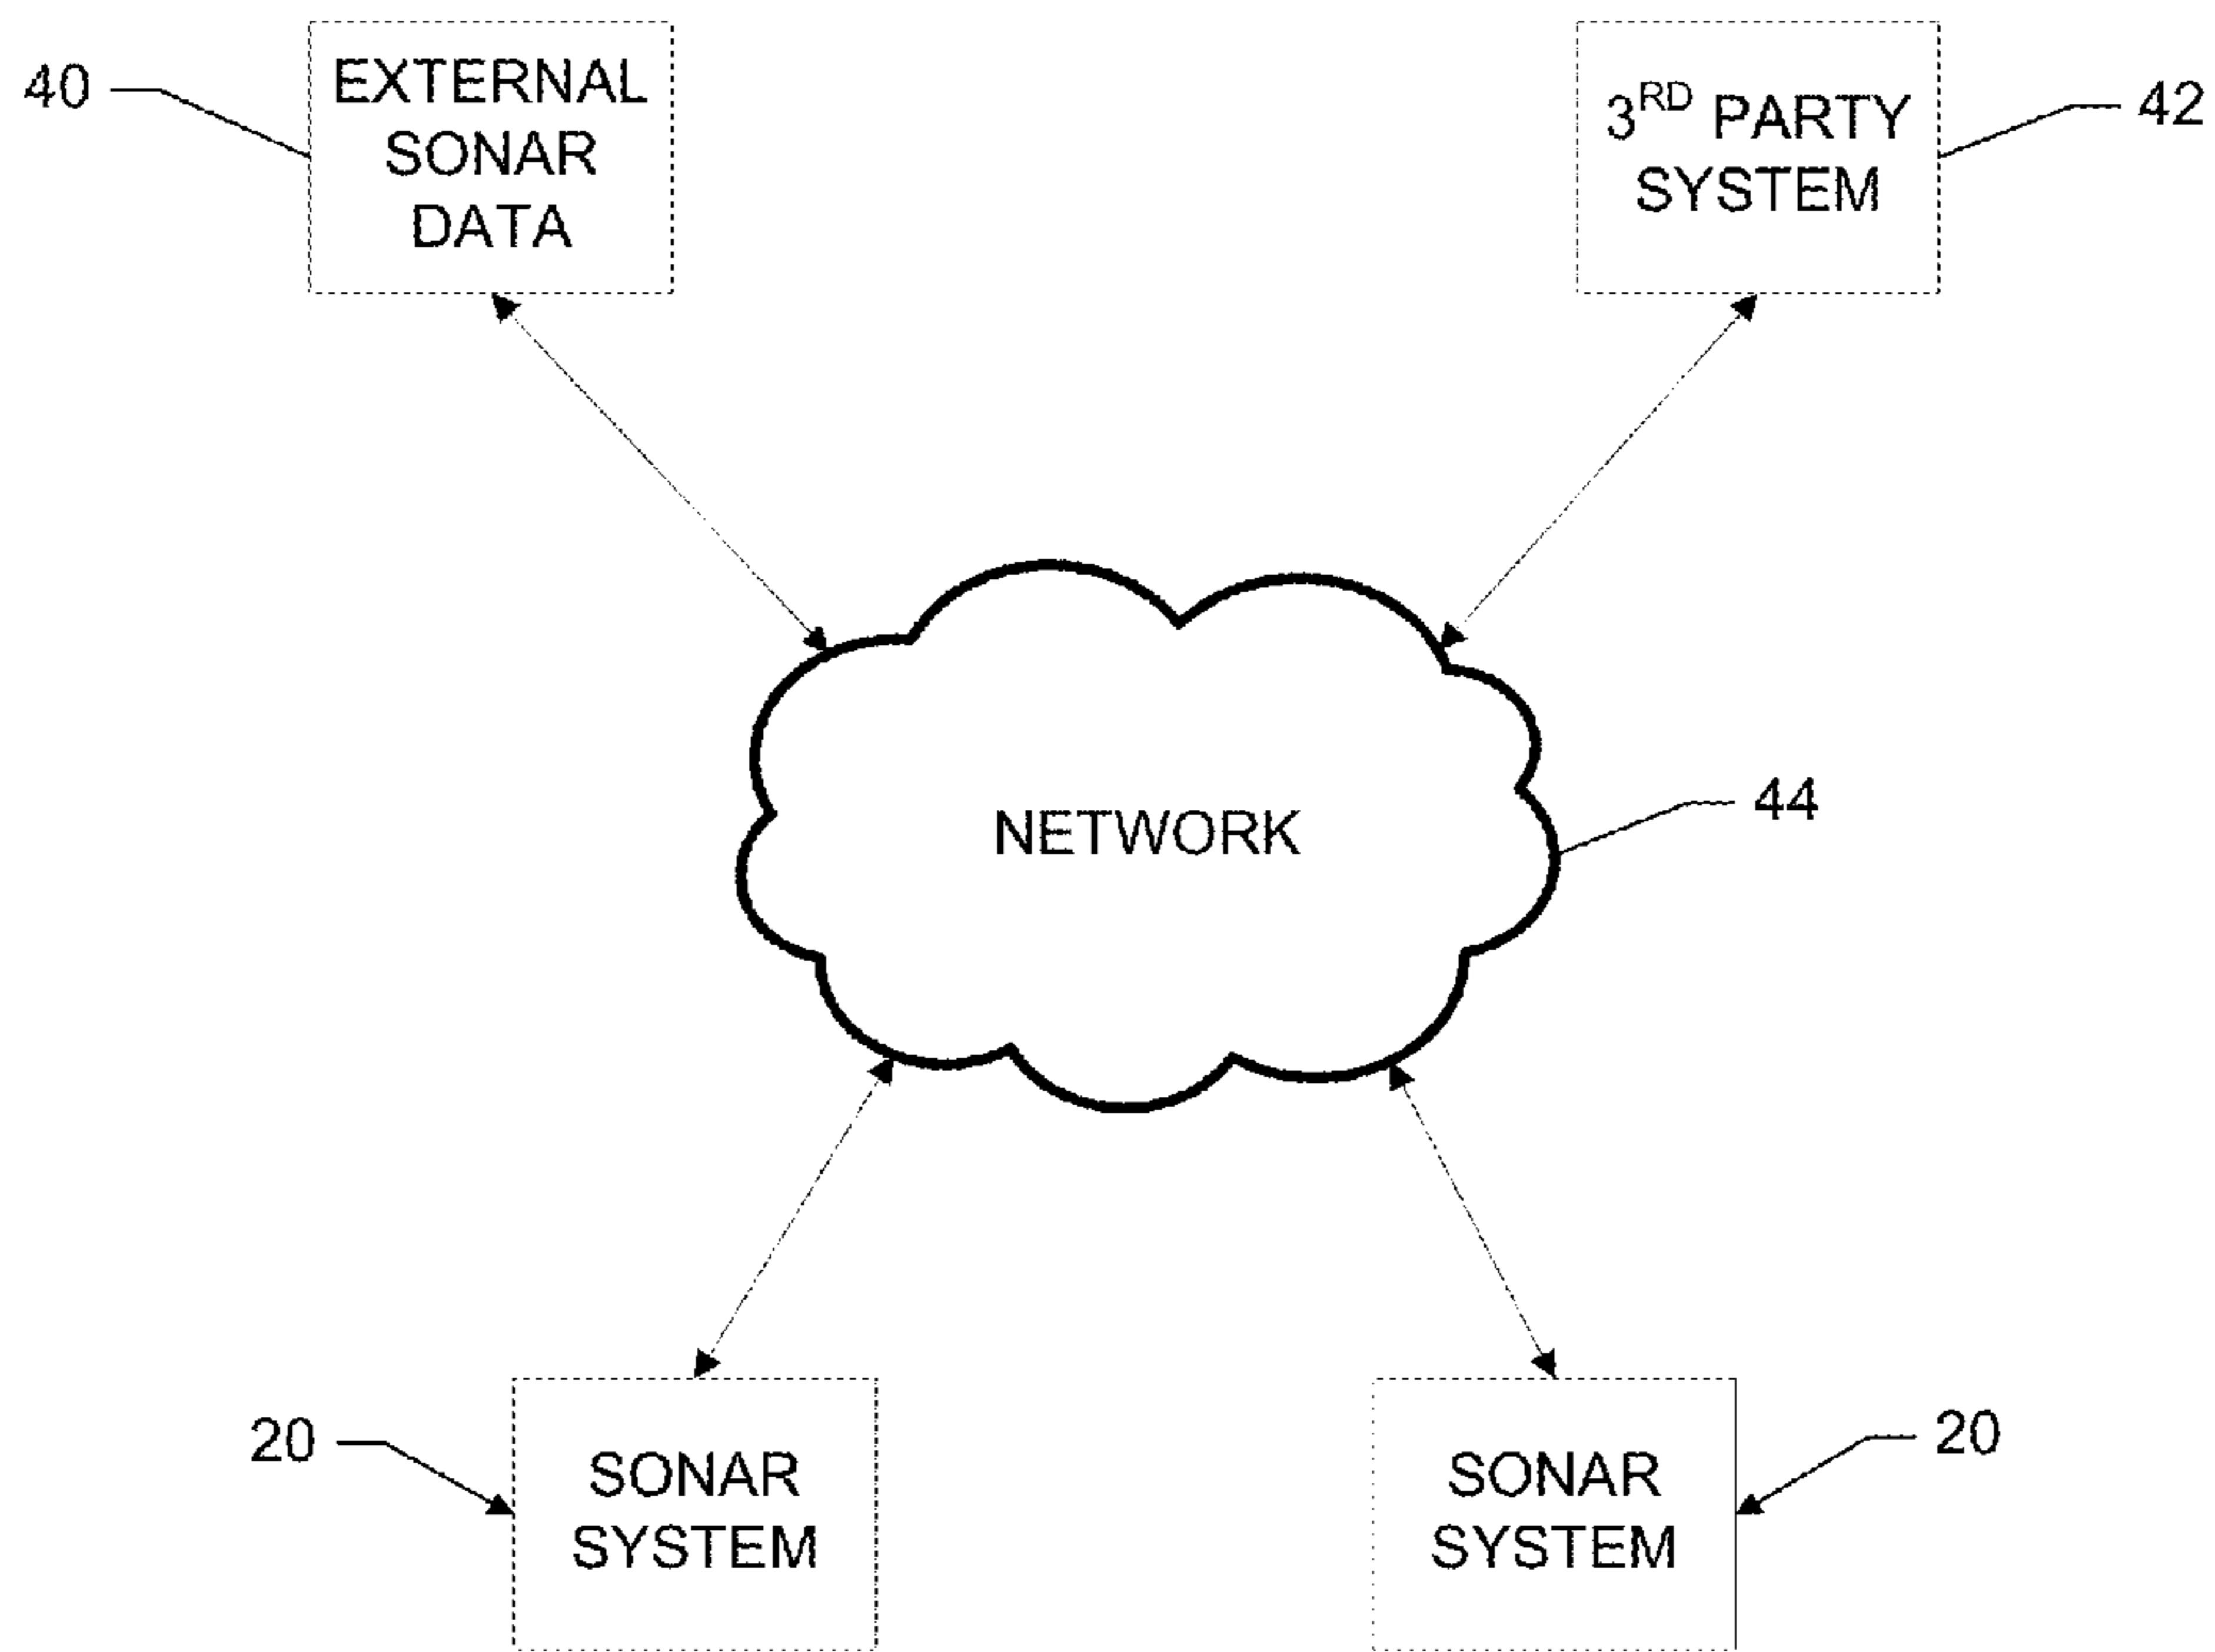 40
EXTERNAL
SONAR
DATA
3RD PARTY
SYSTEM
42
NETWORK
44
20
SONAR
SYSTEM
SONAR
SYSTEM
20